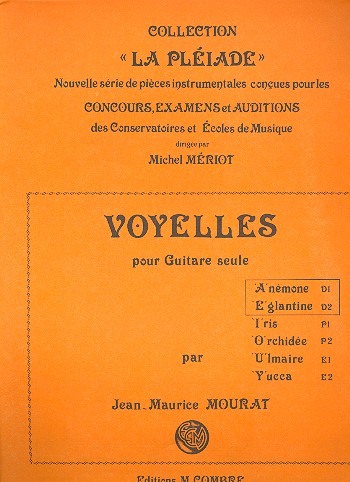 COLLECTION
« LA PLÉIADE »
Nouvelle série de pièces instrumentales conçues pour les
CONCOURS, EXAMENS et AUDITIONS
des Conservatoires et Écoles de Musique
dirigée par
Michel MÉRIOT
VOYELLES
pour Guitare seule
"A"némone D1
"E"glantine D2
"I"ris P1
"O"rchidée P2
par "U"lmaire E1
"Y"ucca E2
Jean-Maurice MOURAT
Editions M. COMBRE